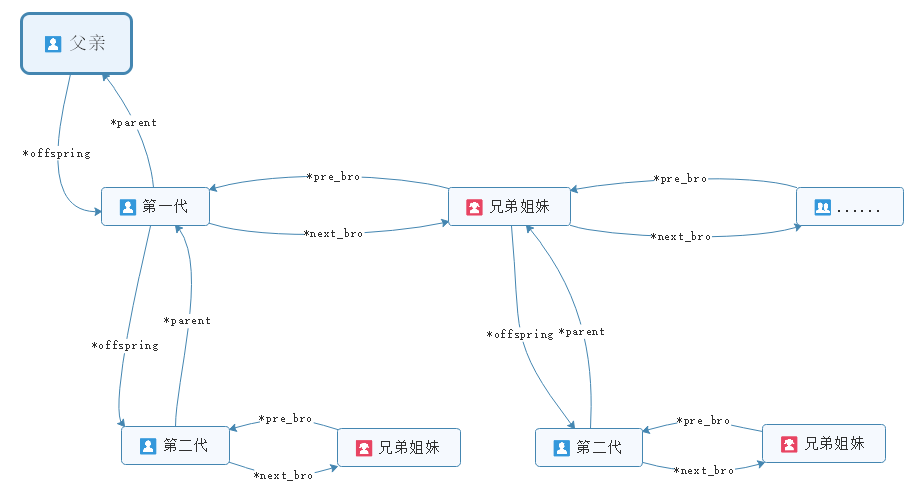 父亲
*parent
*offspring
*pre_bro
*pre_bro
第一代
兄弟姐妹
......
*next_bro
*next_bro
*parent
*offspring
*offspring
*parent
*pre_bro
*pre_bro
第二代
兄弟姐妹
第二代
兄弟姐妹
*next_bro
*next_bro